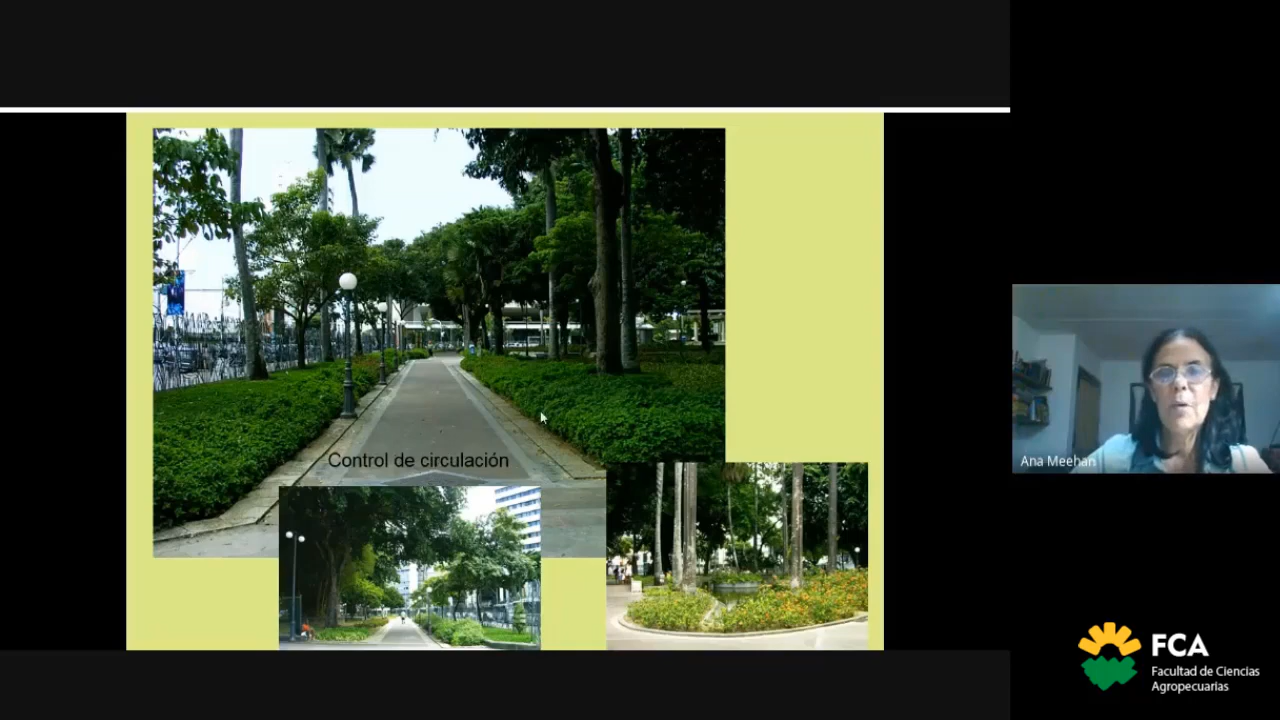 Control de circulación
Ana Meehan
FCA
Facultad de Ciencias
Agropecuarias